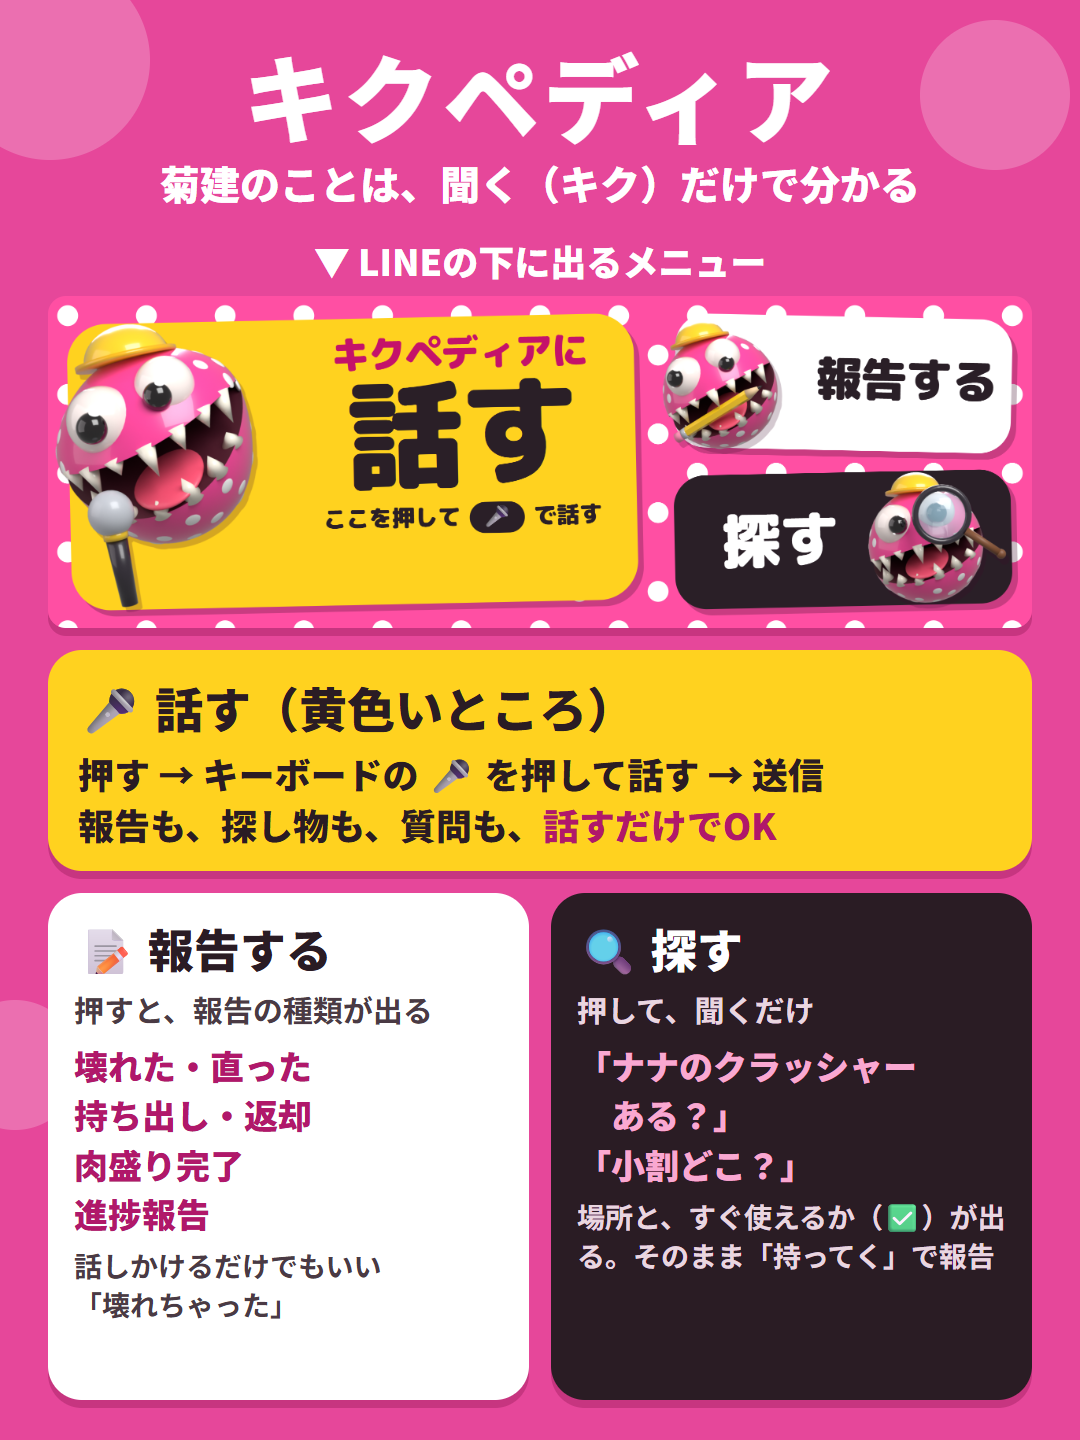 キクペディア
菊建のことは、聞く（キク）だけで分かる
▼ LINEの下に出るメニュー
キクペディアに
話す
ここを押して 🎤 で話す
報告する
探す
🎤 話す（黄色いところ）
押す → キーボードの 🎤 を押して話す → 送信
報告も、探し物も、質問も、話すだけでOK
📝 報告する
押すと、報告の種類が出る
壊れた・直った
持ち出し・返却
肉盛り完了
進捗報告
話しかけるだけでもいい
「壊れちゃった」
🔍 探す
押して、聞くだけ
「ナナのクラッシャー
ある？」
「小割どこ？」
場所と、すぐ使えるか（✅）が出
る。そのまま「持ってく」で報告